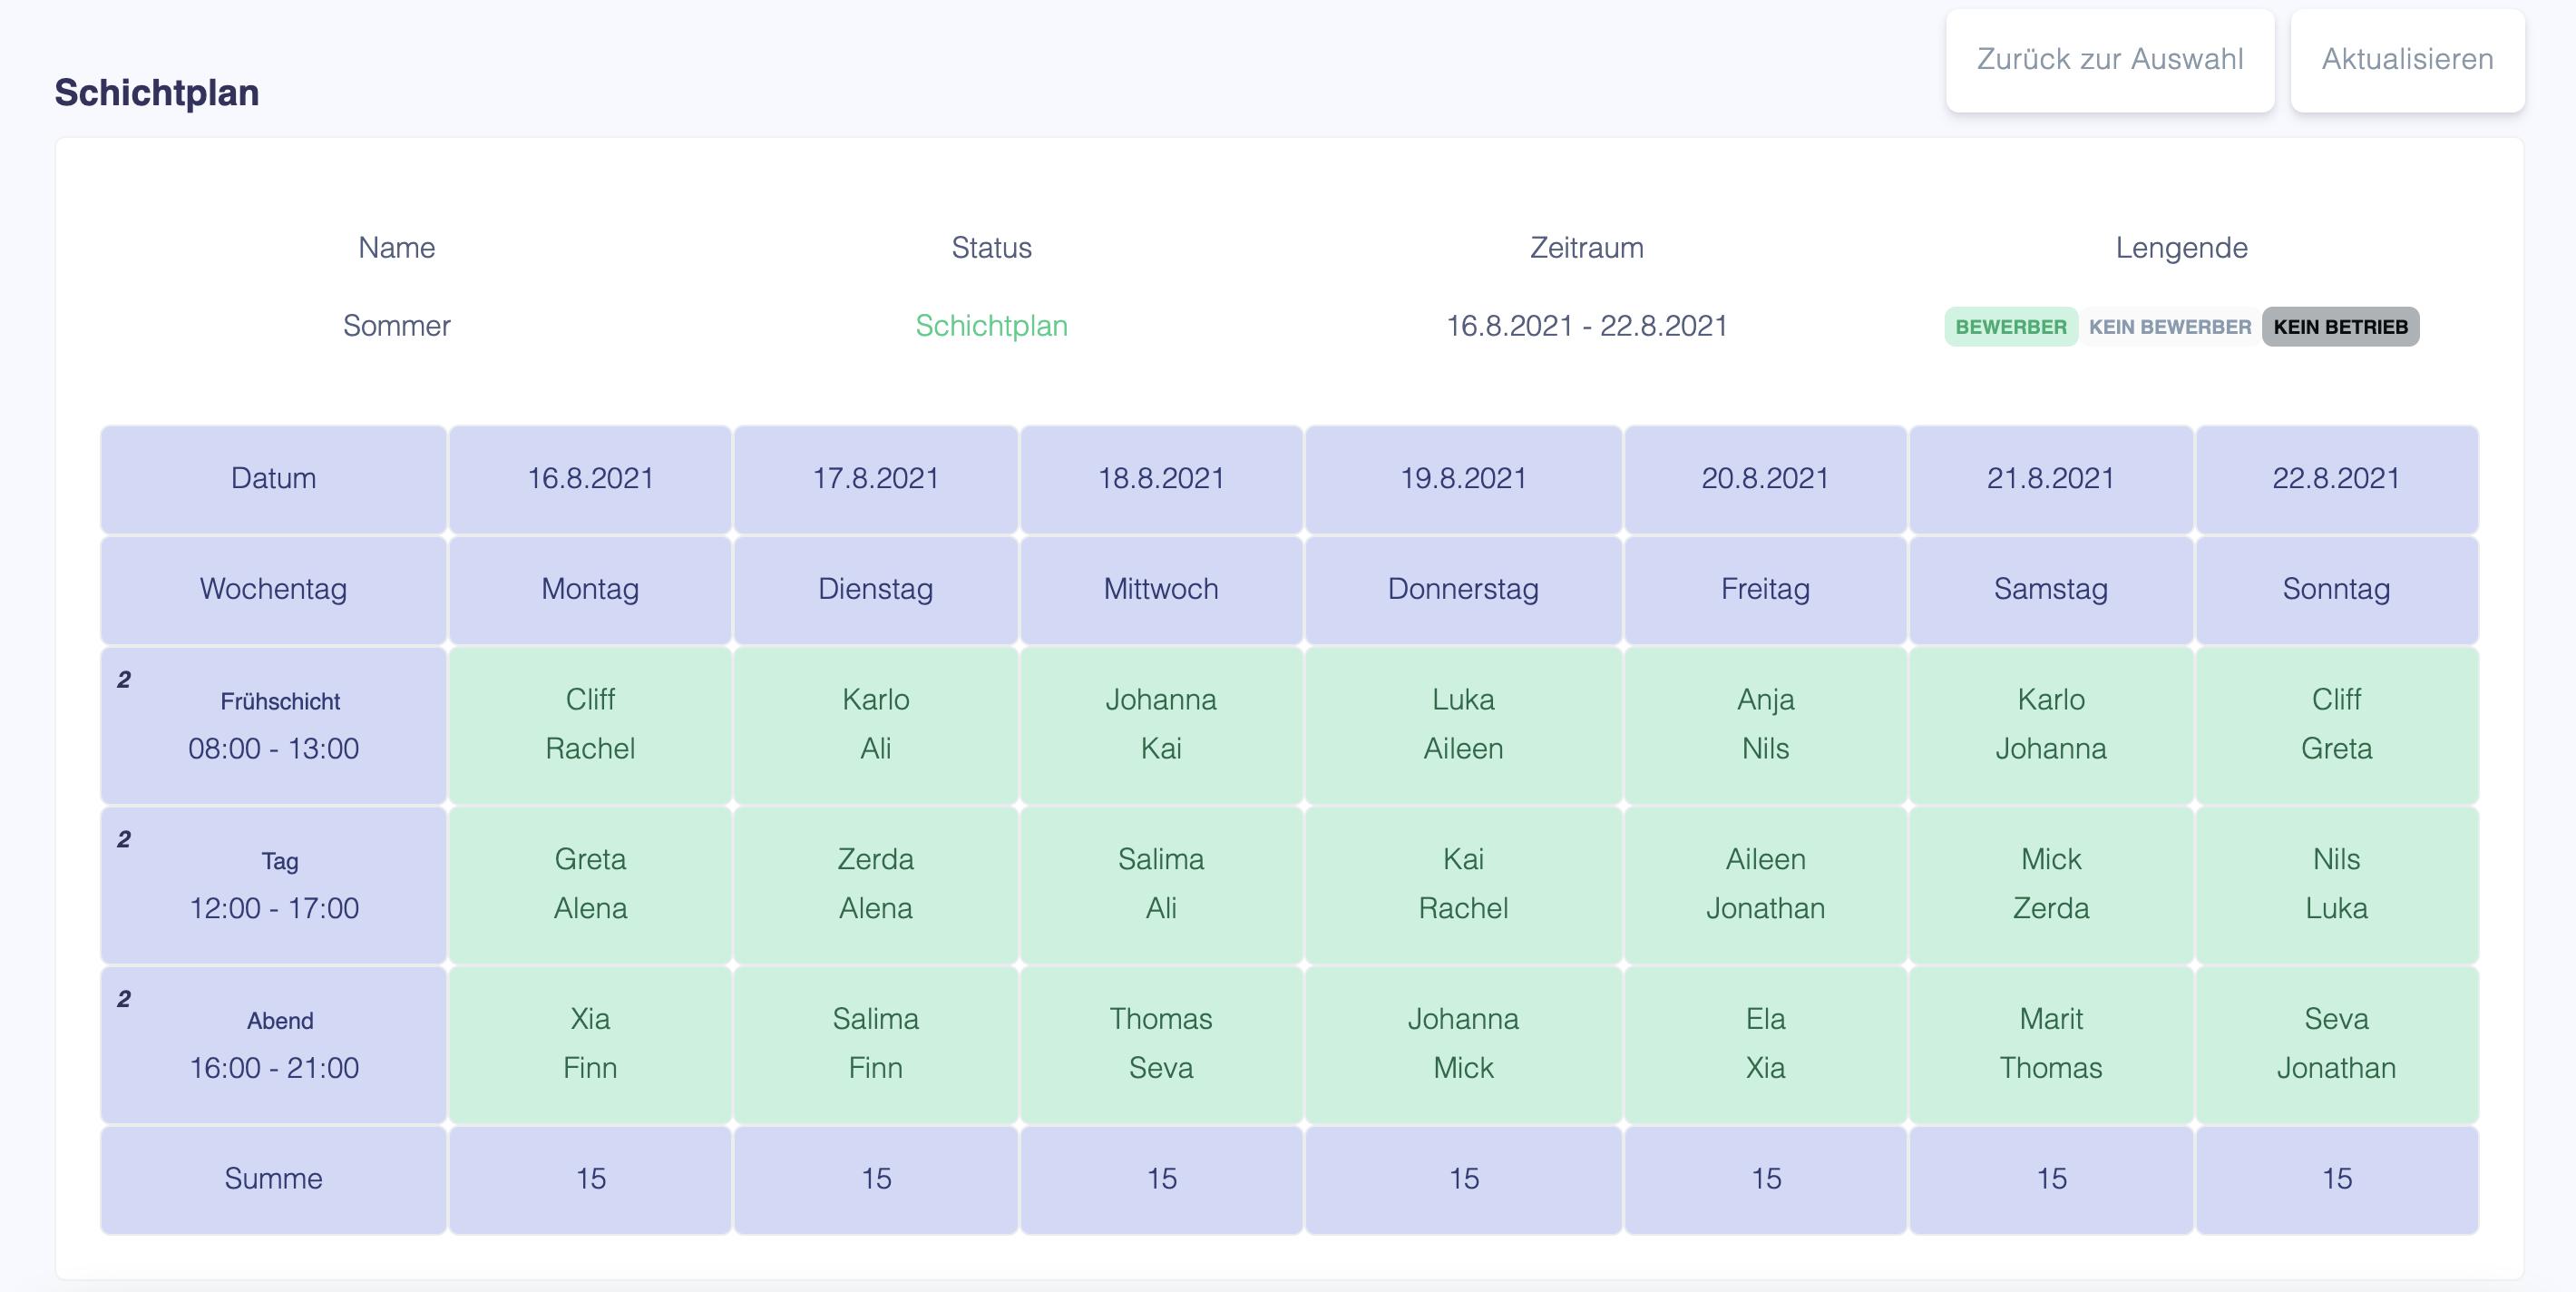 Zurück zur Auswahl
Aktualisieren
Schichtplan
Name Status Zeitraum Lengende
Sommer Schichtplan 16.8.2021 - 22.8.2021 BEWERBER KEIN BEWERBER KEIN BETRIEB
Datum 16.8.2021 17.8.2021 18.8.2021 19.8.2021 20.8.2021 21.8.2021 22.8.2021
Wochentag Montag Dienstag Mittwoch Donnerstag Freitag Samstag Sonntag
2
Frühschicht Cliff Karlo Johanna Luka Anja Karlo Cliff
08:00 - 13:00 Rachel Ali Kai Aileen Nils Johanna Greta
2
Tag Greta Zerda Salima Kai Aileen Mick Nils
12:00 - 17:00 Alena Alena Ali Rachel Jonathan Zerda Luka
2
Abend Xia Salima Thomas Johanna Ela Marit Seva
16:00 - 21:00 Finn Finn Seva Mick Xia Thomas Jonathan
Summe 15 15 15 15 15 15 15